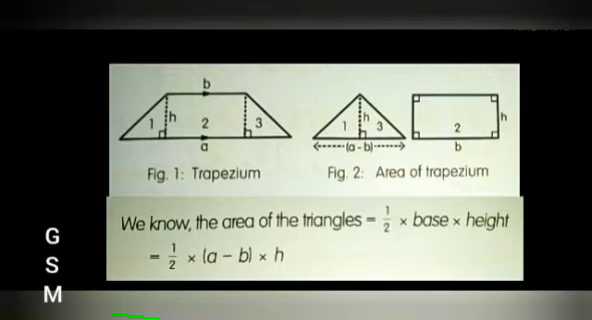 b
1 h 2 3
a
Fig. 1: Trapezium
1 h 3
(a - b)
2 h
b
Fig. 2: Area of trapezium
We know, the area of the triangles = 1/2 × base × height
= 1/2 × (a - b) × h
G
S
M